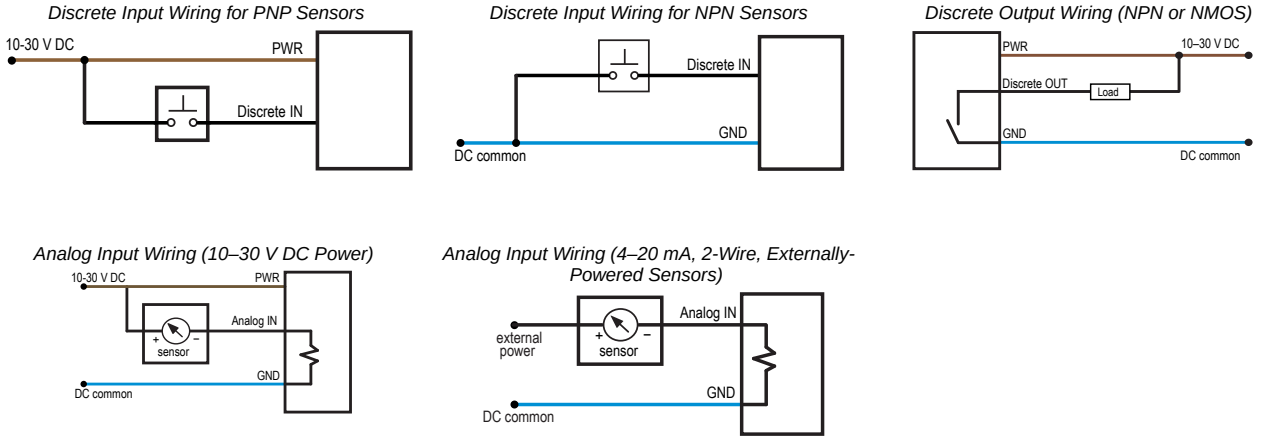 Discrete Input Wiring for PNP Sensors
10-30 V DC
PWR
Discrete IN
Discrete Input Wiring for NPN Sensors
Discrete IN
GND
DC common
Discrete Output Wiring (NPN or NMOS)
PWR
10–30 V DC
Discrete OUT
Load
GND
DC common
Analog Input Wiring (10–30 V DC Power)
10-30 V DC
PWR
Analog IN
+ −
sensor
GND
DC common
Analog Input Wiring (4–20 mA, 2-Wire, Externally-
Powered Sensors)
Analog IN
external
power
+ −
sensor
GND
DC common